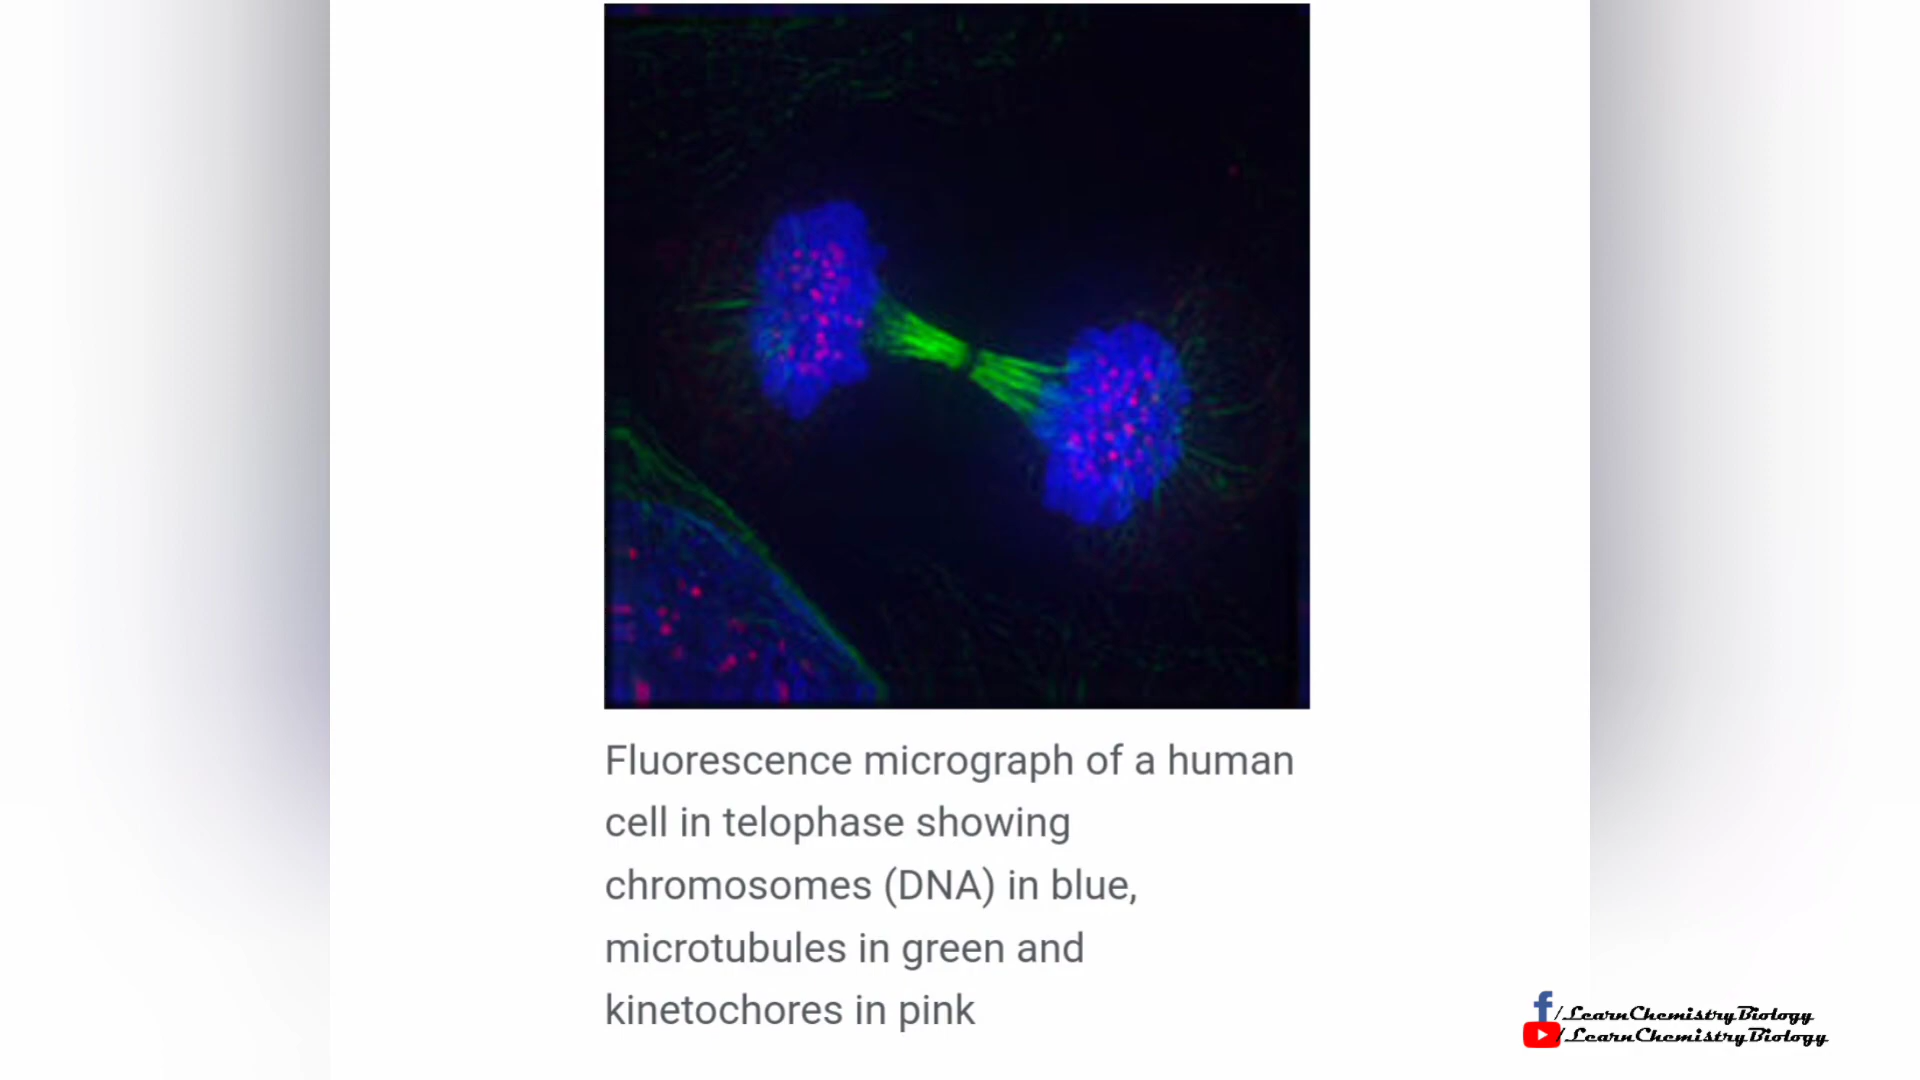 Fluorescence micrograph of a human
cell in telophase showing
chromosomes (DNA) in blue,
microtubules in green and
kinetochores in pink
/LearnChemistryBiology
/LearnChemistryBiology